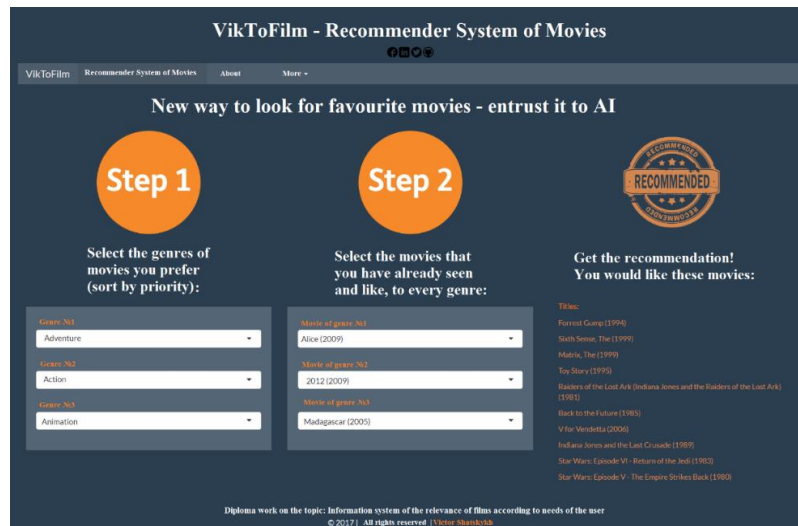 VikToFilm - Recommender System of Movies
VikToFilm Recommender System of Movies About More
New way to look for favourite movies - entrust it to AI
Step 1
Select the genres of
movies you prefer
(sort by priority):
Genre №1
Adventure
Genre №2
Action
Genre №3
Animation
Step 2
Select the movies that
you have already seen
and like, to every genre:
Movie of genre №1
Alice (2009)
Movie of genre №2
2012 (2009)
Movie of genre №3
Madagascar (2005)
RECOMMENDED
RECOMMENDED
RECOMMENDED
Get the recommendation!
You would like these movies:
Titles:
Forrest Gump (1994)
Sixth Sense, The (1999)
Matrix, The (1999)
Toy Story (1995)
Raiders of the Lost Ark (Indiana Jones and the Raiders of the Lost Ark)
(1981)
Back to the Future (1985)
V for Vendetta (2006)
Indiana Jones and the Last Crusade (1989)
Star Wars: Episode VI - Return of the Jedi (1983)
Star Wars: Episode V - The Empire Strikes Back (1980)
Diploma work on the topic: Information system of the relevance of films according to needs of the user
© 2017 | All rights reserved | Victor Shatskykh